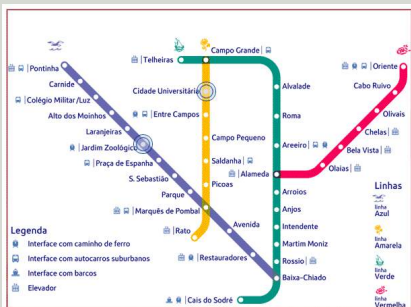 Campo Grande
Telheiras
Oriente
Pontinha
Cabo Ruivo
Carnide
Cidade Universitária
Alvalade
Colégio Militar/Luz
Olivais
Alto dos Moinhos
Entre Campos
Roma
Chelas
Laranjeiras
Campo Pequeno
Areeiro
Bela Vista
Jardim Zoológico
Praça de Espanha
Saldanha
Olaias
S. Sebastião
Alameda
Picoas
Parque
Arroios
Linhas
linha
Azul
Marquês de Pombal
Anjos
Avenida
Intendente
linha
Amarela
Legenda
Rato
Interface com caminho de ferro
Martim Moniz
Interface com autocarros suburbanos
Restauradores
Rossio
linha
Verde
Interface com barcos
Baixa-Chiado
Elevador
Cais do Sodré
linha
Vermelha